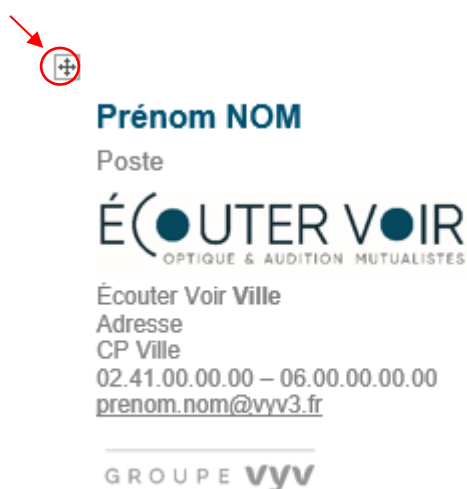 Prénom NOM
Poste
ÉCOUTER VOIR
OPTIQUE & AUDITION MUTUALISTES
Écouter Voir Ville
Adresse
CP Ville
02.41.00.00.00 – 06.00.00.00.00
prenom.nom@vyv3.fr
GROUPE VYV